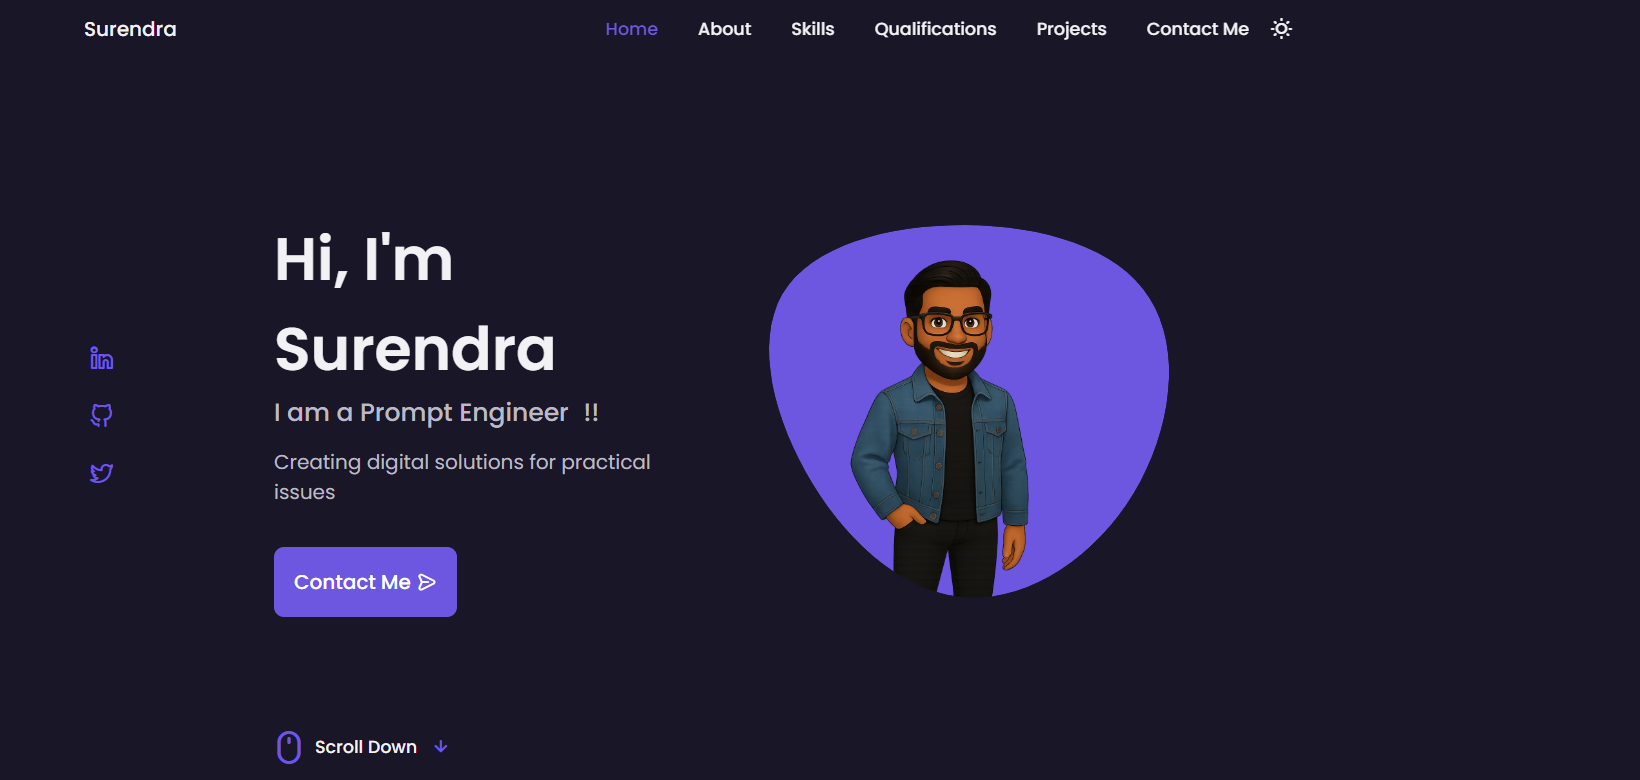 Surendra Home About Skills Qualifications Projects Contact Me
Hi, I'm
Surendra
I am a Prompt Engineer !!
Creating digital solutions for practical
issues
Contact Me
Scroll Down